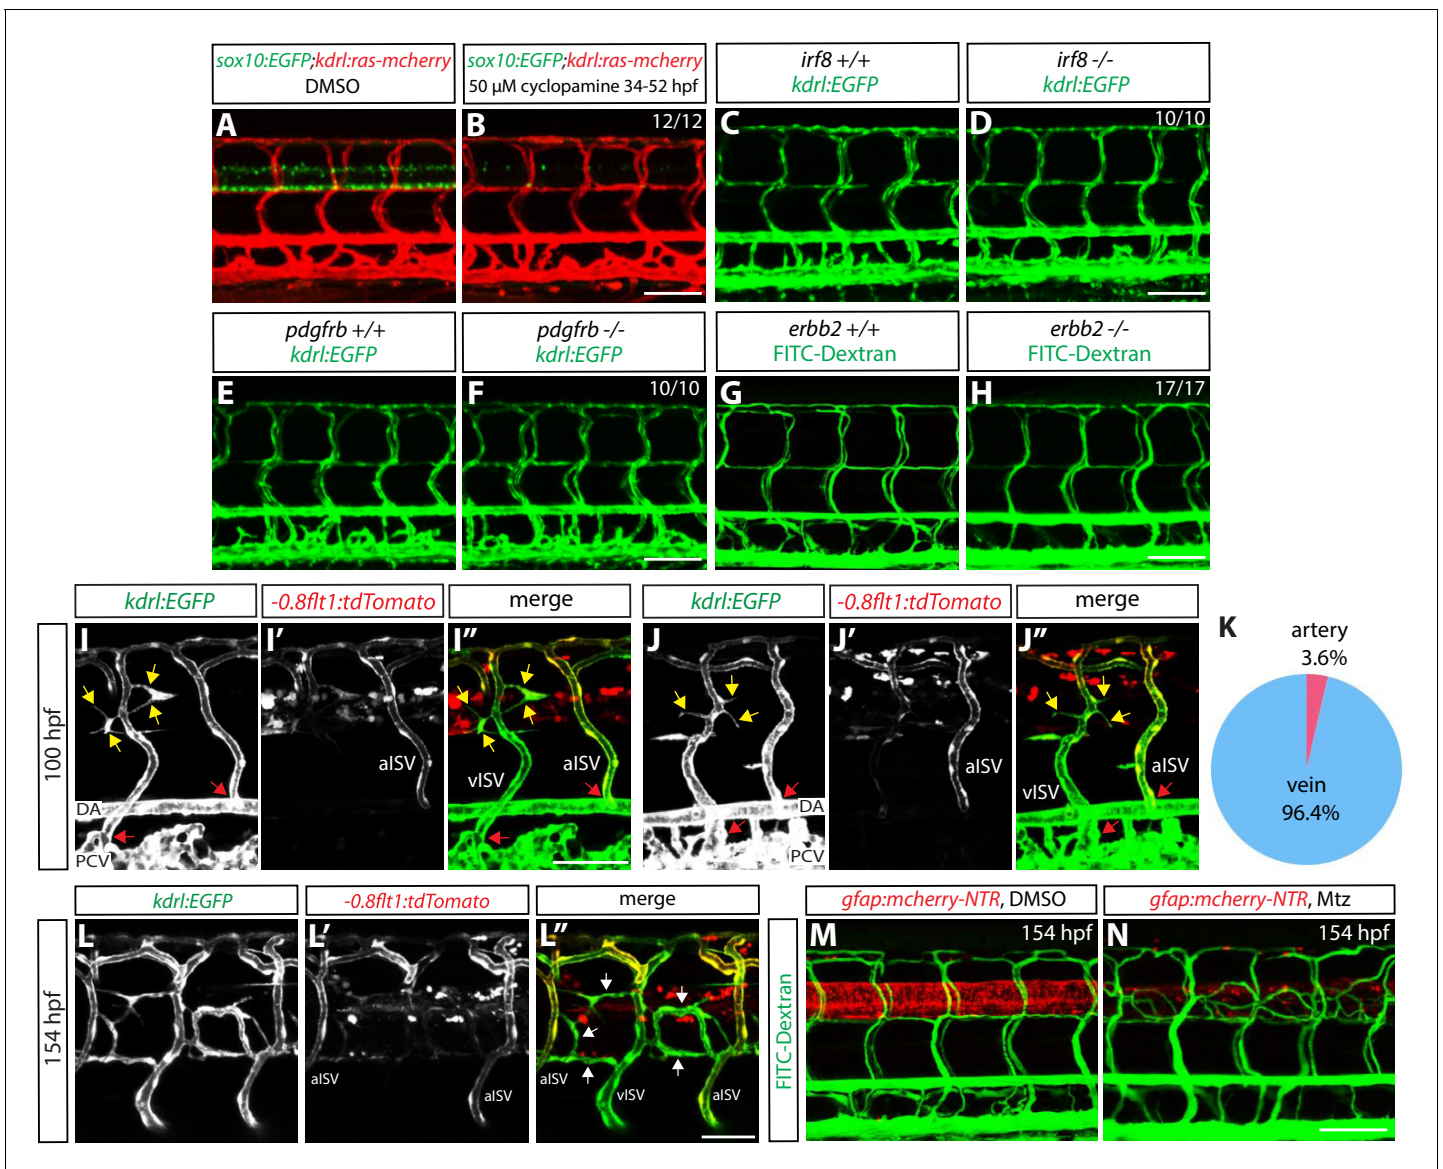 sox10:EGFP;kdrl:ras-mcherry
DMSO
sox10:EGFP;kdrl:ras-mcherry
50 µM cyclopamine 34-52 hpf
irf8 +/+
kdrl:EGFP
irf8 -/-
kdrl:EGFP
A
B
12/12
C
D
10/10
pdgfrb +/+
kdrl:EGFP
pdgfrb -/-
kdrl:EGFP
erbb2 +/+
FITC-Dextran
erbb2 -/-
FITC-Dextran
E
F
10/10
G
H
17/17
kdrl:EGFP
-0.8flt1:tdTomato
merge
kdrl:EGFP
-0.8flt1:tdTomato
merge
100 hpf
I
DA
PCV
I’
aISV
I”
vISV
aISV
J
DA
PCV
J’
aISV
J”
vISV
aISV
K
artery
3.6%
vein
96.4%
kdrl:EGFP
-0.8flt1:tdTomato
merge
154 hpf
L
L’
aISV
aISV
L”
aISV
vISV
aISV
gfap:mcherry-NTR, DMSO
gfap:mcherry-NTR, Mtz
FITC-Dextran
M
154 hpf
N
154 hpf